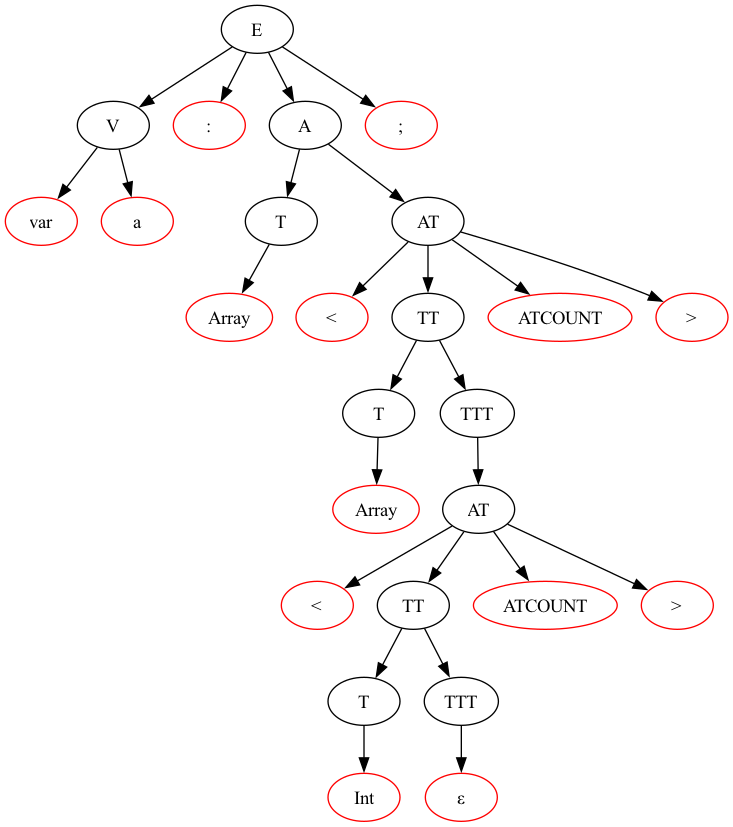 E
V : A ;
var a T AT
Array < TT ATCOUNT >
T TTT
Array AT
< TT ATCOUNT >
T TTT
Int ε